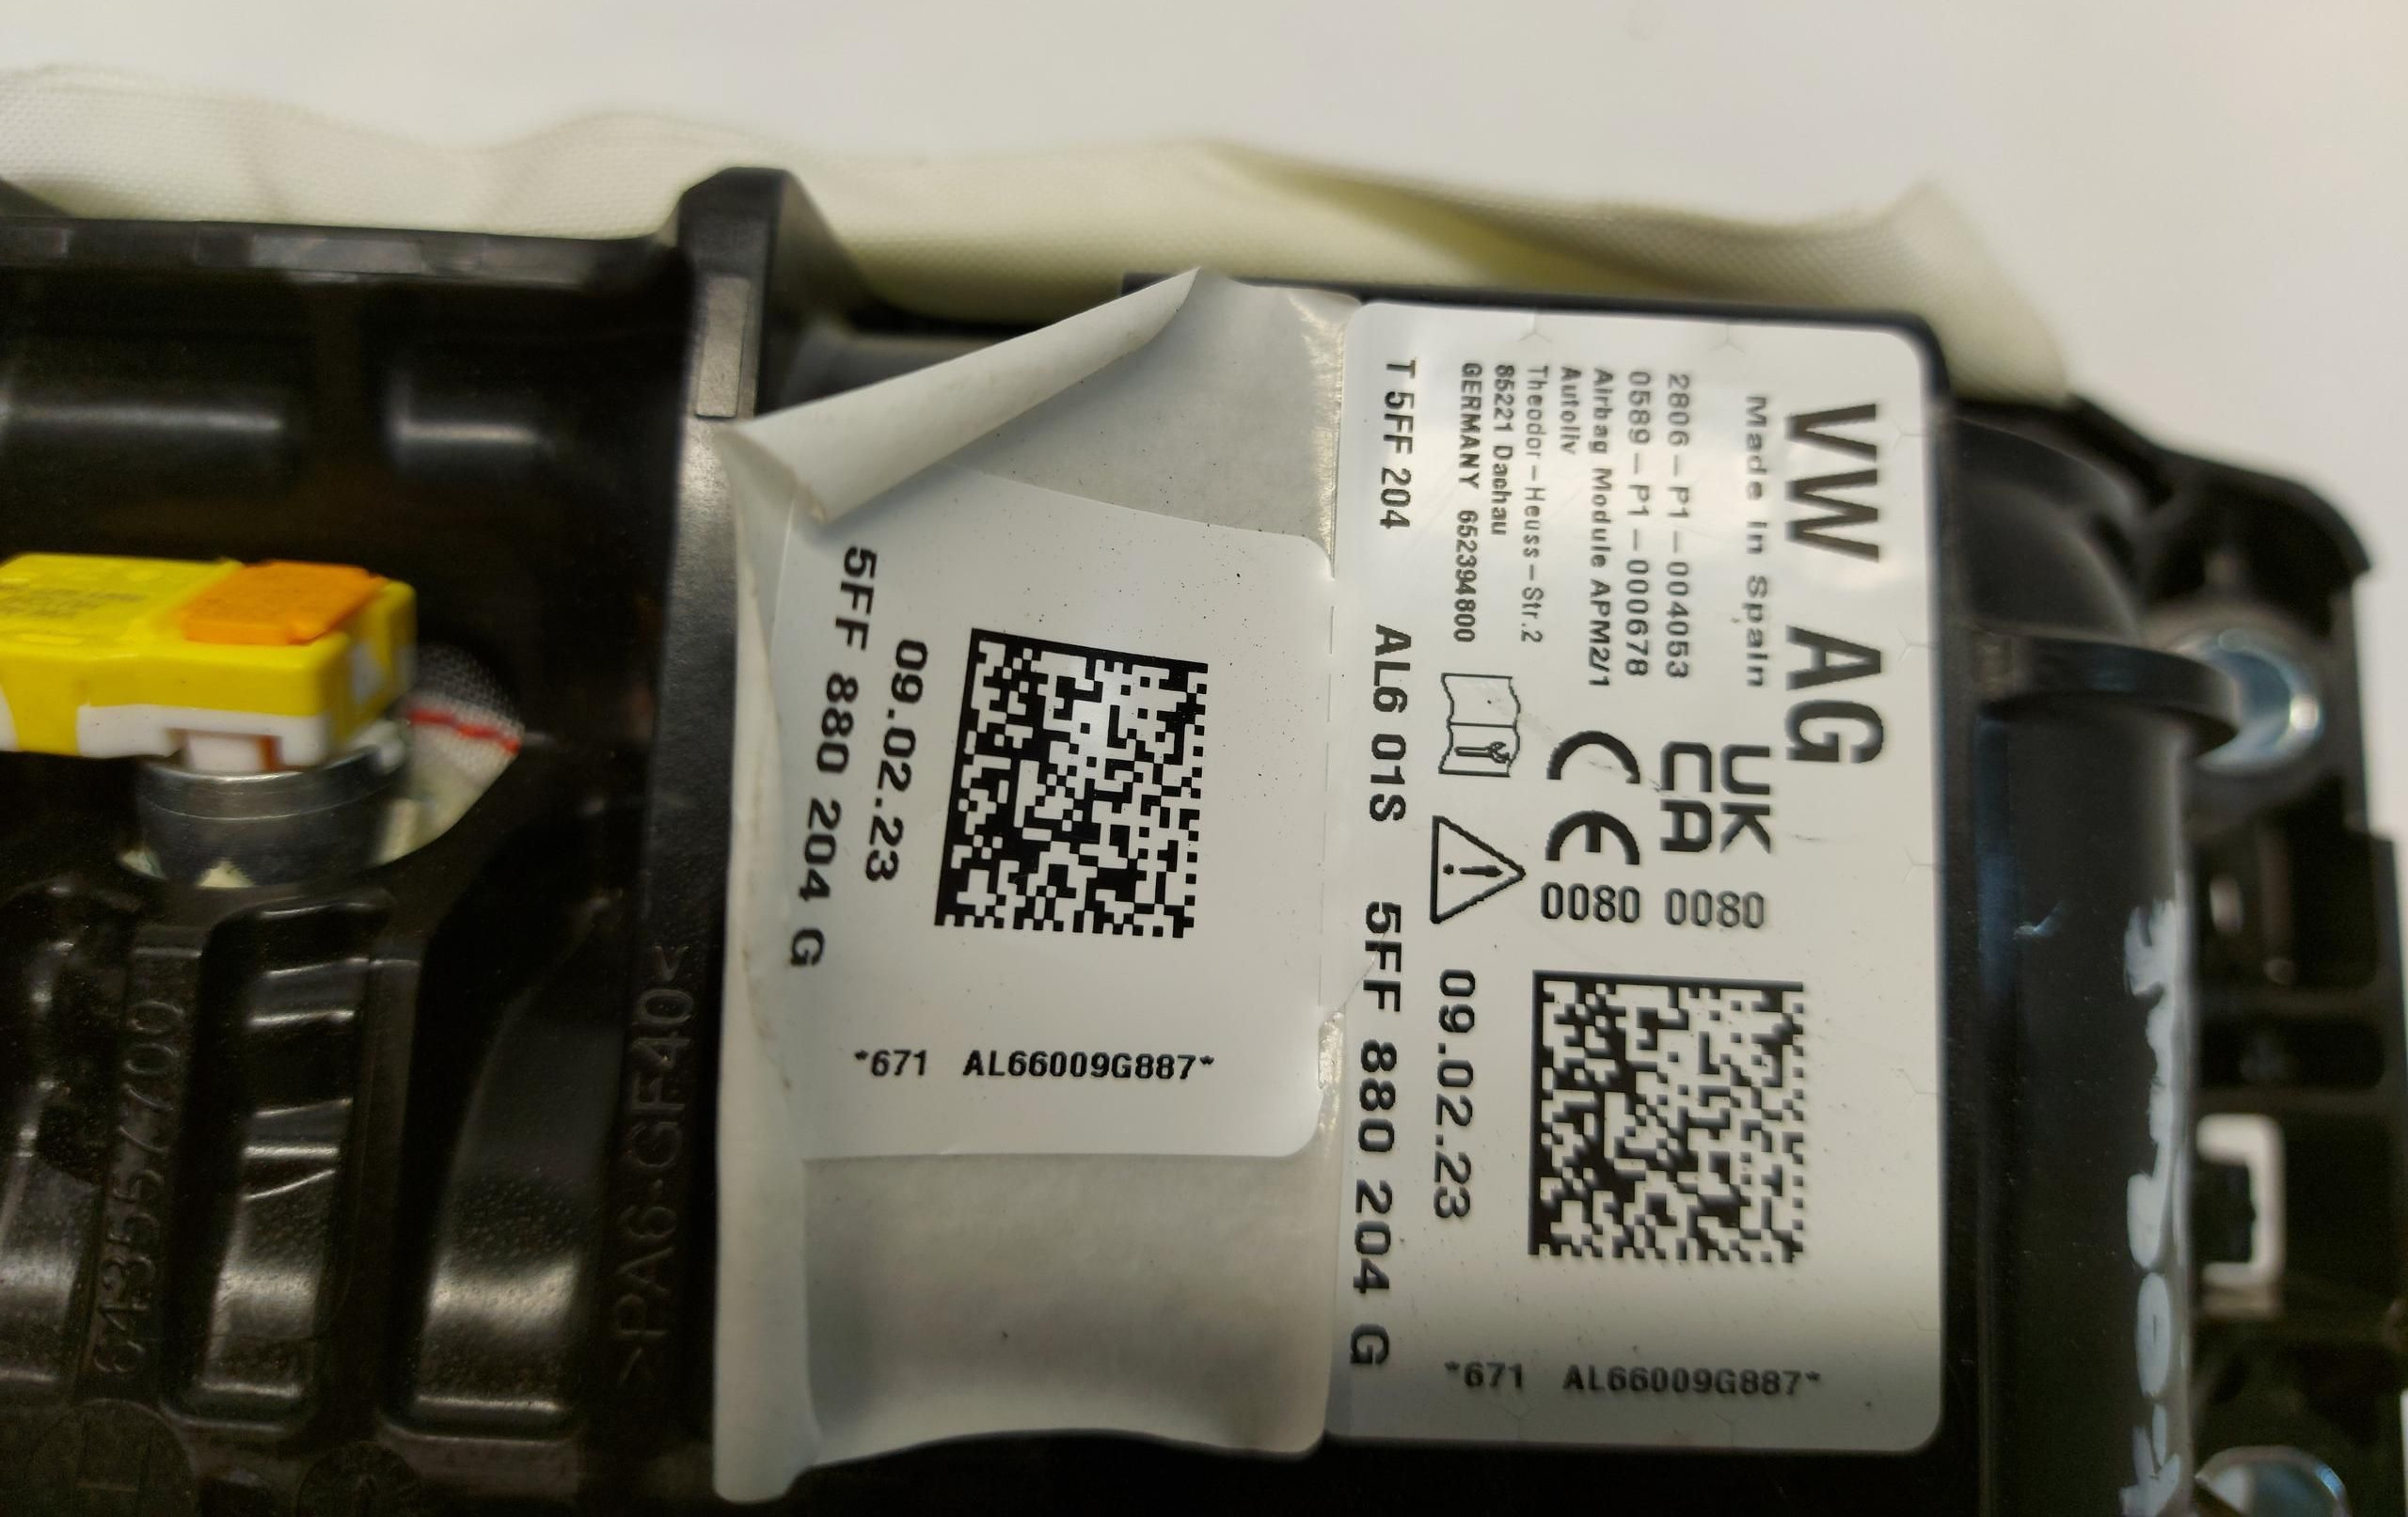 VW AG
Made in Spain
2806-P1-004053
0589-P1-000678
Airbag Module APM2/1
Autoliv
Theodor-Heuss-Str.2
85221 Dachau
GERMANY 652394800
UK
CA
0080
CE
0080
09.02.23
T 5FF 204 AL6 01S 5FF 880 204 G
*671 AL66009G887*
09.02.23
5FF 880 204 G
*671 AL66009G887*
>PA6-GF40<